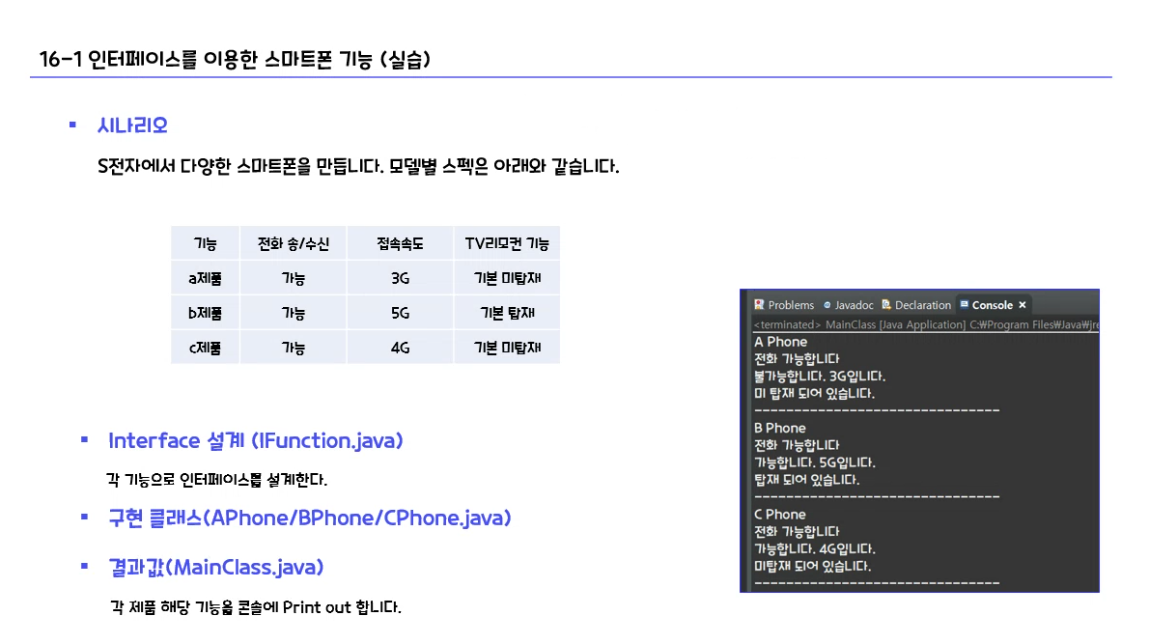 16-1 인터페이스를 이용한 스마트폰 기능 (실습)
시나리오
S전자에서 다양한 스마트폰을 만듭니다. 모델별 스펙은 아래와 같습니다.
기능 전화 송/수신 접속속도 TV리모컨 기능
a제품 가능 3G 기본 미탑재
b제품 가능 5G 기본 탑재
c제품 가능 4G 기본 미탑재
Interface 설계 (IFunction.java)
각 기능으로 인터페이스를 설계한다.
구현 클래스(APhone/BPhone/CPhone.java)
결과값(MainClass.java)
각 제품 해당 기능을 콘솔에 Print out 합니다.
Problems Javadoc Declaration Console
<terminated> MainClass [Java Application] C:₩Program Files₩Java₩jre
A Phone
전화 가능합니다
불가능합니다. 3G입니다.
미 탑재 되어 있습니다.
-------------------------------
B Phone
전화 가능합니다
가능합니다. 5G입니다.
탑재 되어 있습니다.
-------------------------------
C Phone
전화 가능합니다
가능합니다. 4G입니다.
미탑재 되어 있습니다.
-------------------------------